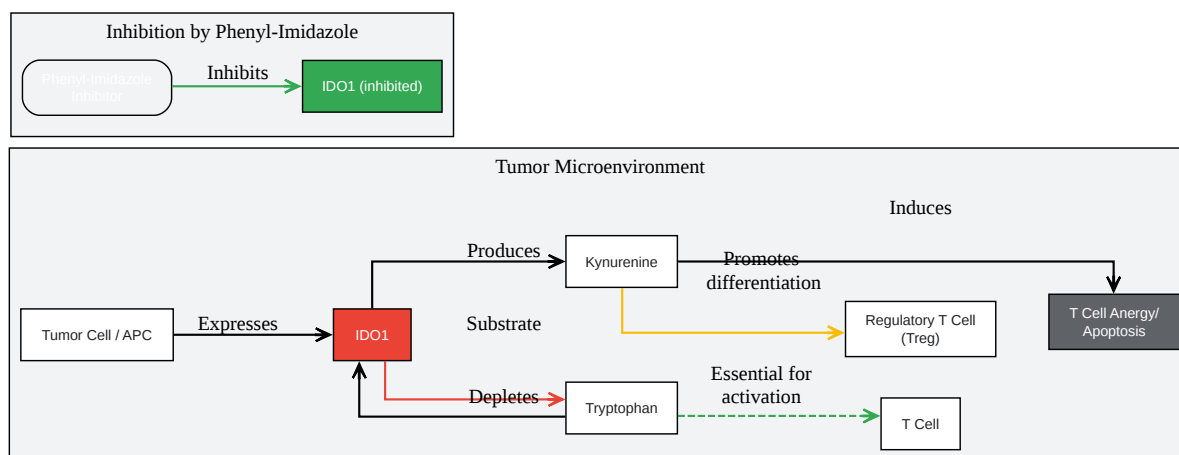 Inhibition by Phenyl-Imidazole
Phenyl-Imidazole
Inhibitor
Inhibits
IDO1 (inhibited)
Tumor Microenvironment
Induces
Produces
Kynurenine
Promotes
differentiation
Tumor Cell / APC
Expresses
IDO1
Substrate
Regulatory T Cell
(Treg)
T Cell Anergy/
Apoptosis
Depletes
Tryptophan
Essential for
activation
T Cell